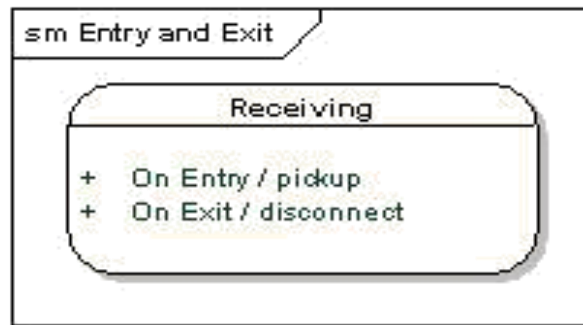 sm Entry and Exit
Receiving
+ On Entry / pickup
+ On Exit / disconnect